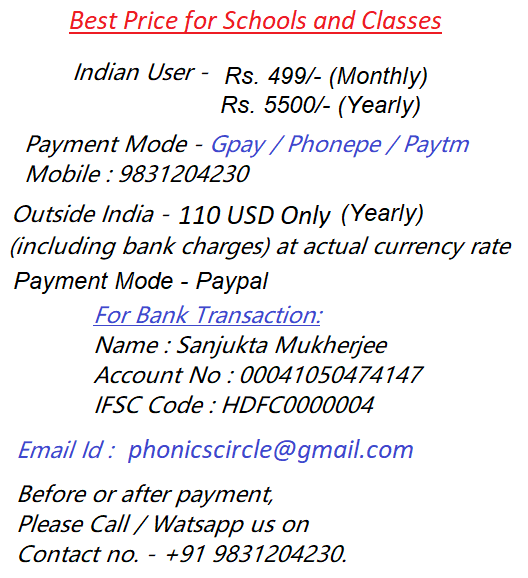 Best Price for Schools and Classes
Indian User - Rs. 499/- (Monthly)
Rs. 5500/- (Yearly)
Payment Mode - Gpay / Phonepe / Paytm
Mobile : 9831204230
Outside India - 110 USD Only (Yearly)
(including bank charges) at actual currency rate
Payment Mode - Paypal
For Bank Transaction:
Name : Sanjukta Mukherjee
Account No : 00041050474147
IFSC Code : HDFC0000004
Email Id : phonicscircle@gmail.com
Before or after payment,
Please Call / Watsapp us on
Contact no. - +91 9831204230.